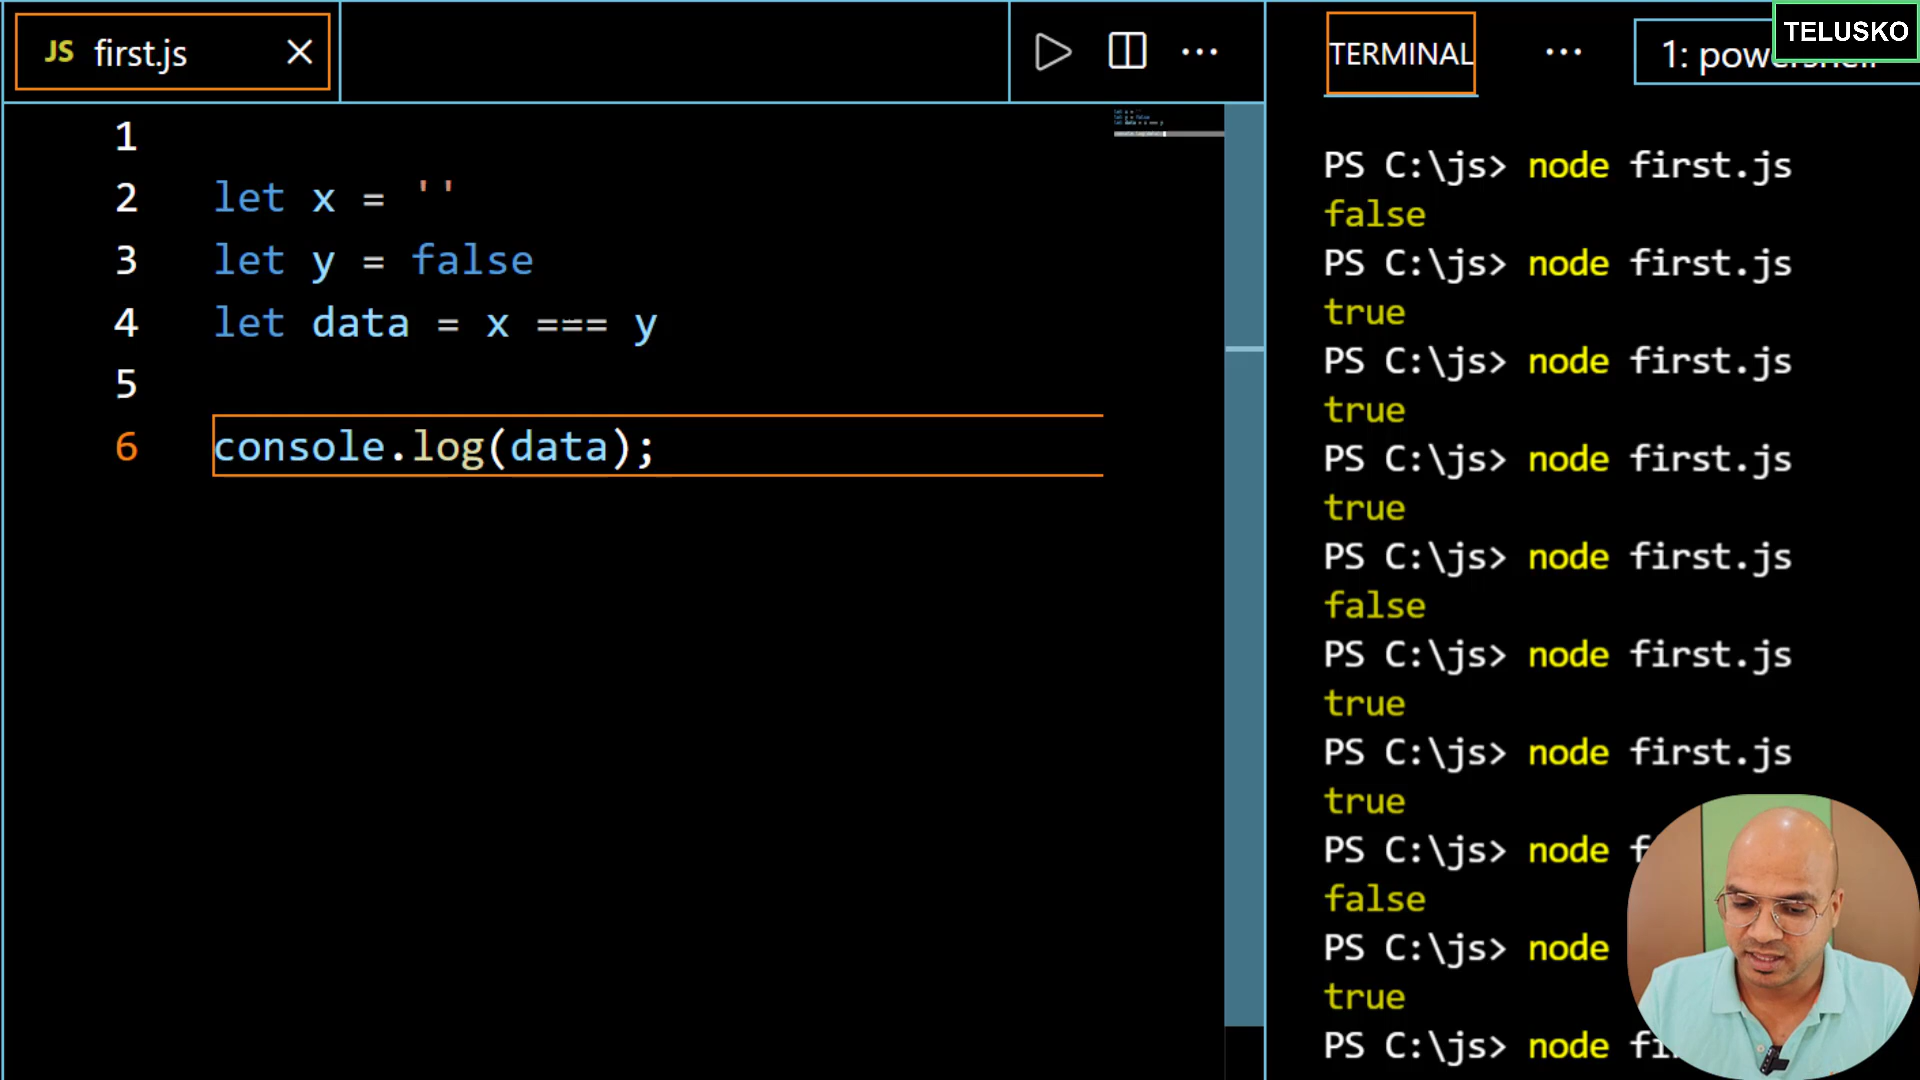 JS first.js
1
2 let x = ''
3 let y = false
4 let data = x === y
5
6 console.log(data);
TERMINAL
1:
TELUSKO
PS C:\js> node first.js
false
PS C:\js> node first.js
true
PS C:\js> node first.js
true
PS C:\js> node first.js
true
PS C:\js> node first.js
false
PS C:\js> node first.js
true
PS C:\js> node first.js
true
PS C:\js> node
false
PS C:\js> node
true
PS C:\js> node